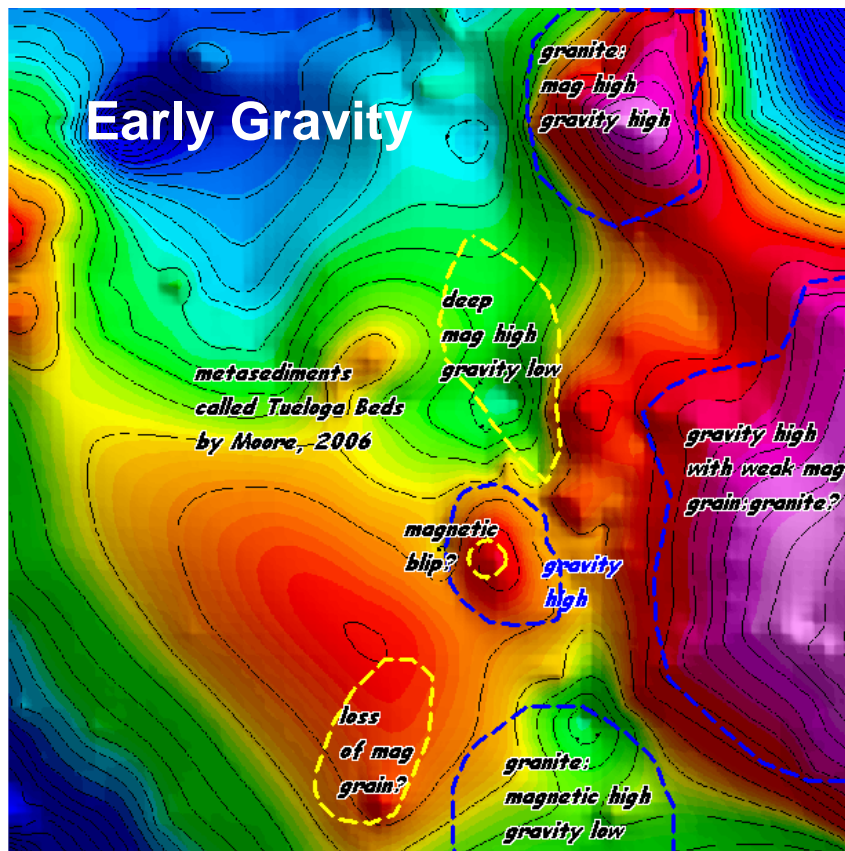 granite:
mag high
gravity high
Early Gravity
deep
mag high
gravity low
metasediments
called Tueloga Beds
by Moore, 2006
gravity high
with weak mag
grain:granite?
magnetic
blip?
gravity
high
loss
of mag
grain?
granite:
magnetic high
gravity low